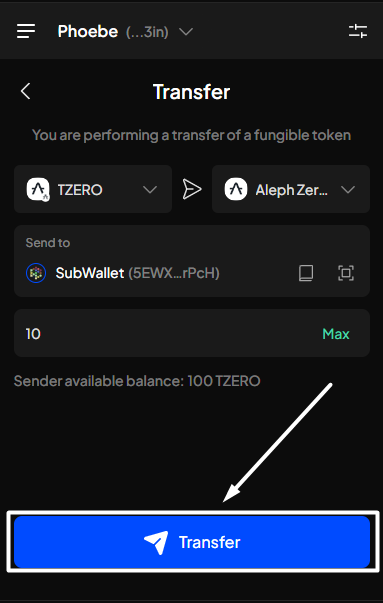 Phoebe (...3in)
Transfer
You are performing a transfer of a fungible token
TZERO
Aleph Zer...
Send to
SubWallet (5EWX...rPcH)
10
Max
Sender available balance: 100 TZERO
Transfer